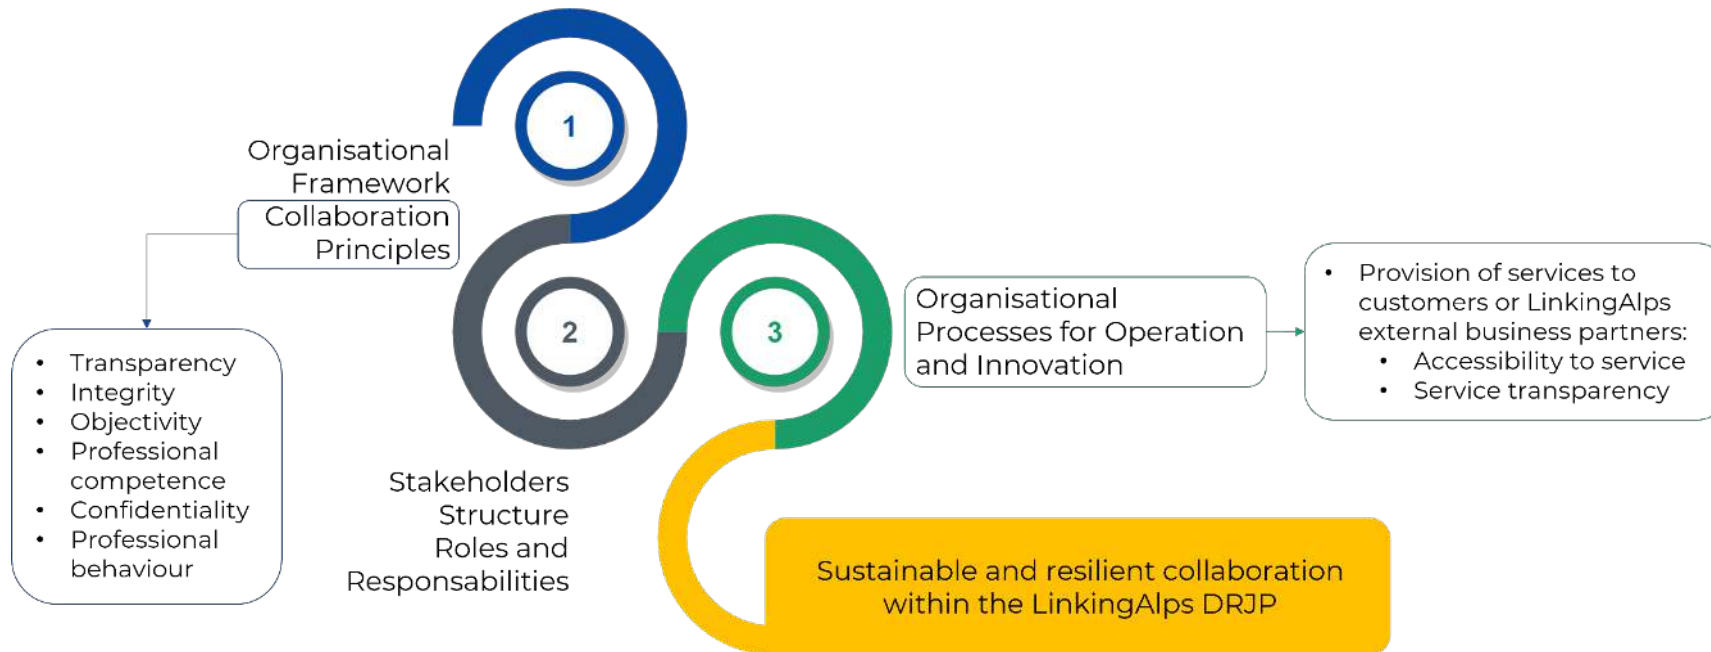 1
Organisational
Framework
Collaboration
Principles
• Transparency
• Integrity
• Objectivity
• Professional
competence
• Confidentiality
• Professional
behaviour
2
Stakeholders
Structure
Roles and
Responsabilities
3
Organisational
Processes for Operation
and Innovation
• Provision of services to
customers or LinkingAlps
external business partners:
• Accessibility to service
• Service transparency
Sustainable and resilient collaboration
within the LinkingAlps DRJP